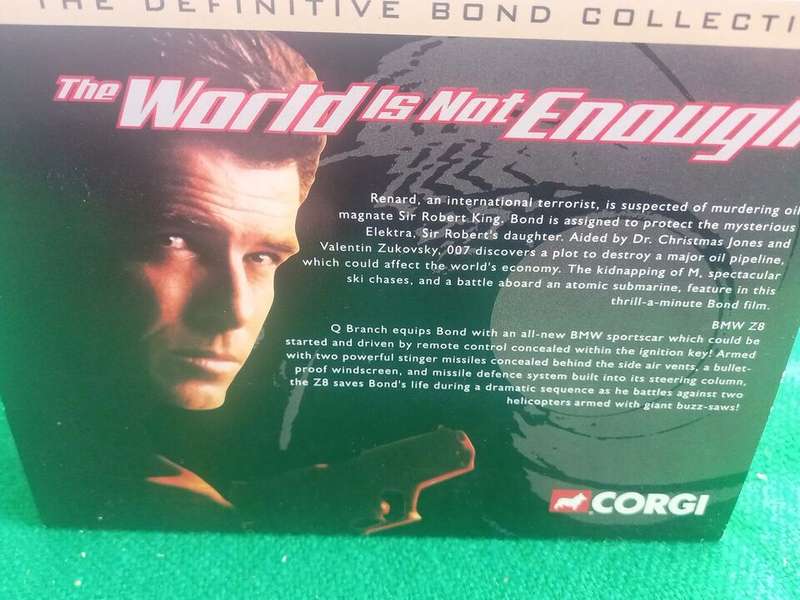 THE DEFINITIVE BOND COLLECTI
The World Is Not Enough
Renard, an international terrorist, is suspected of murdering oil
magnate Sir Robert King. Bond is assigned to protect the mysterious
Elektra, Sir Robert's daughter. Aided by Dr. Christmas Jones and
Valentin Zukovsky, 007 discovers a plot to destroy a major oil pipeline,
which could affect the world's economy. The kidnapping of M, spectacular
ski chases, and a battle aboard an atomic submarine, feature in this
thrill-a-minute Bond film.
BMW Z8
Q Branch equips Bond with an all-new BMW sportscar which could be
started and driven by remote control concealed within the ignition key! Armed
with two powerful stinger missiles concealed behind the side air vents, a bullet-
proof windscreen, and missile defence system built into its steering column,
the Z8 saves Bond's life during a dramatic sequence as he battles against two
helicopters armed with giant buzz-saws!
CORGI